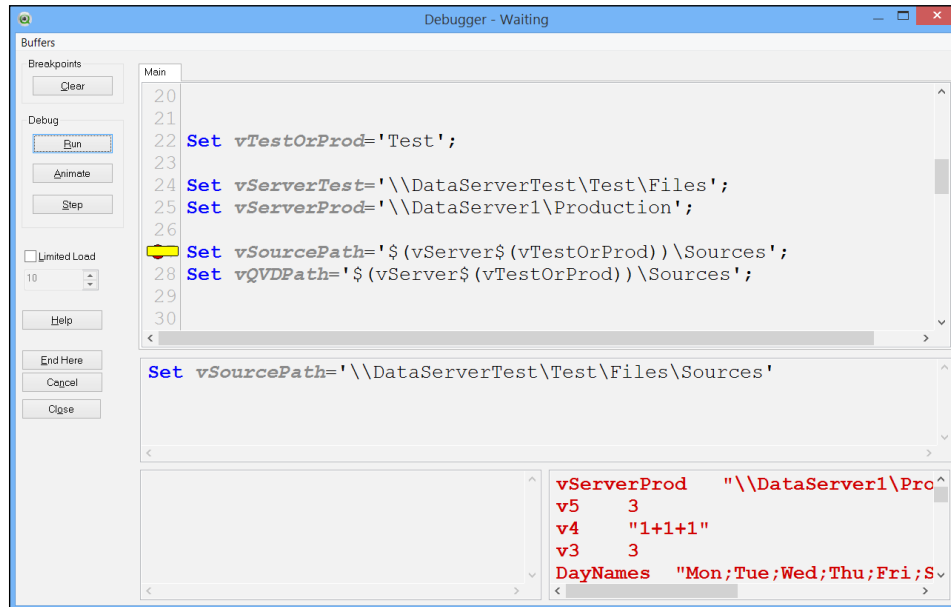 Debugger - Waiting
Buffers
Breakpoints
Clear
Debug
Run
Animate
Step
Limited Load
10
Help
End Here
Cancel
Close
Main
20
21
22 Set vTestOrProd='Test';
23
24 Set vServerTest='\\DataServerTest\Test\Files';
25 Set vServerProd='\\DataServer1\Production';
26
Set vSourcePath='$(vServer$(vTestOrProd))\Sources';
28 Set vQVDPath='$(vServer$(vTestOrProd))\Sources';
29
30
Set vSourcePath='\\DataServerTest\Test\Files\Sources'
vServerProd "\\DataServer1\Pro
v5 3
v4 "1+1+1"
v3 3
DayNames "Mon;Tue;Wed;Thu;Fri;S